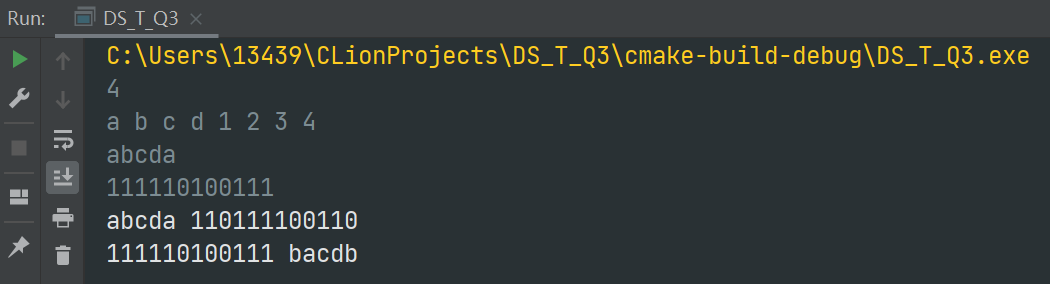 Run: DS_T_Q3
C:\Users\13439\CLionProjects\DS_T_Q3\cmake-build-debug\DS_T_Q3.exe
4
a b c d 1 2 3 4
abcda
111110100111
abcda 110111100110
111110100111 bacdb